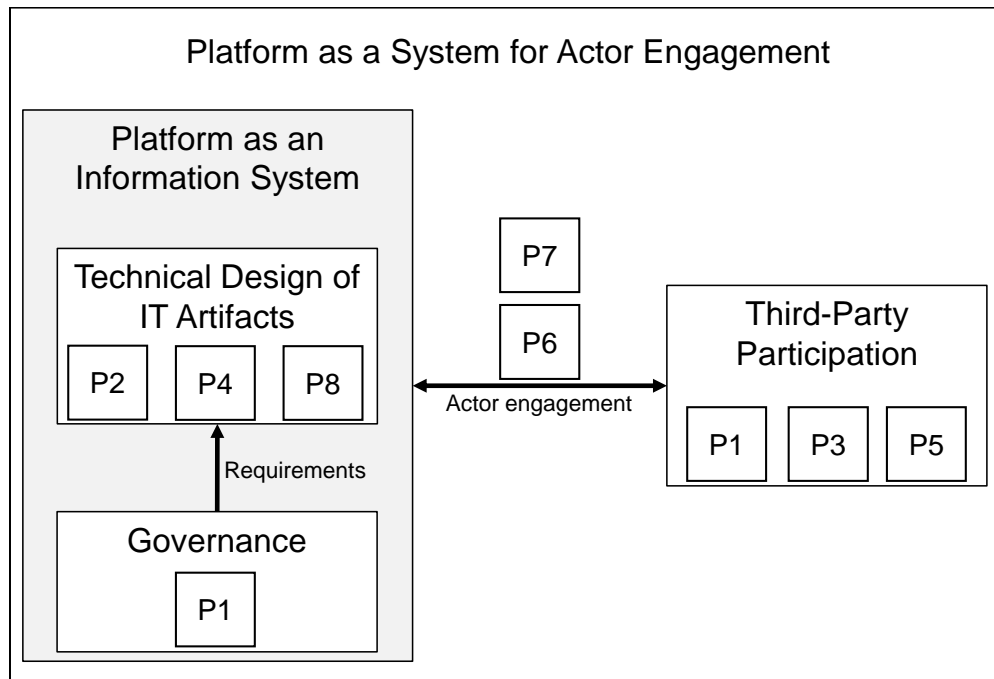 Platform as a System for Actor Engagement
Platform as an
Information System
Technical Design of
IT Artifacts
P2 P4 P8
Requirements
Governance
P1
P7
P6
Actor engagement
Third-Party
Participation
P1 P3 P5